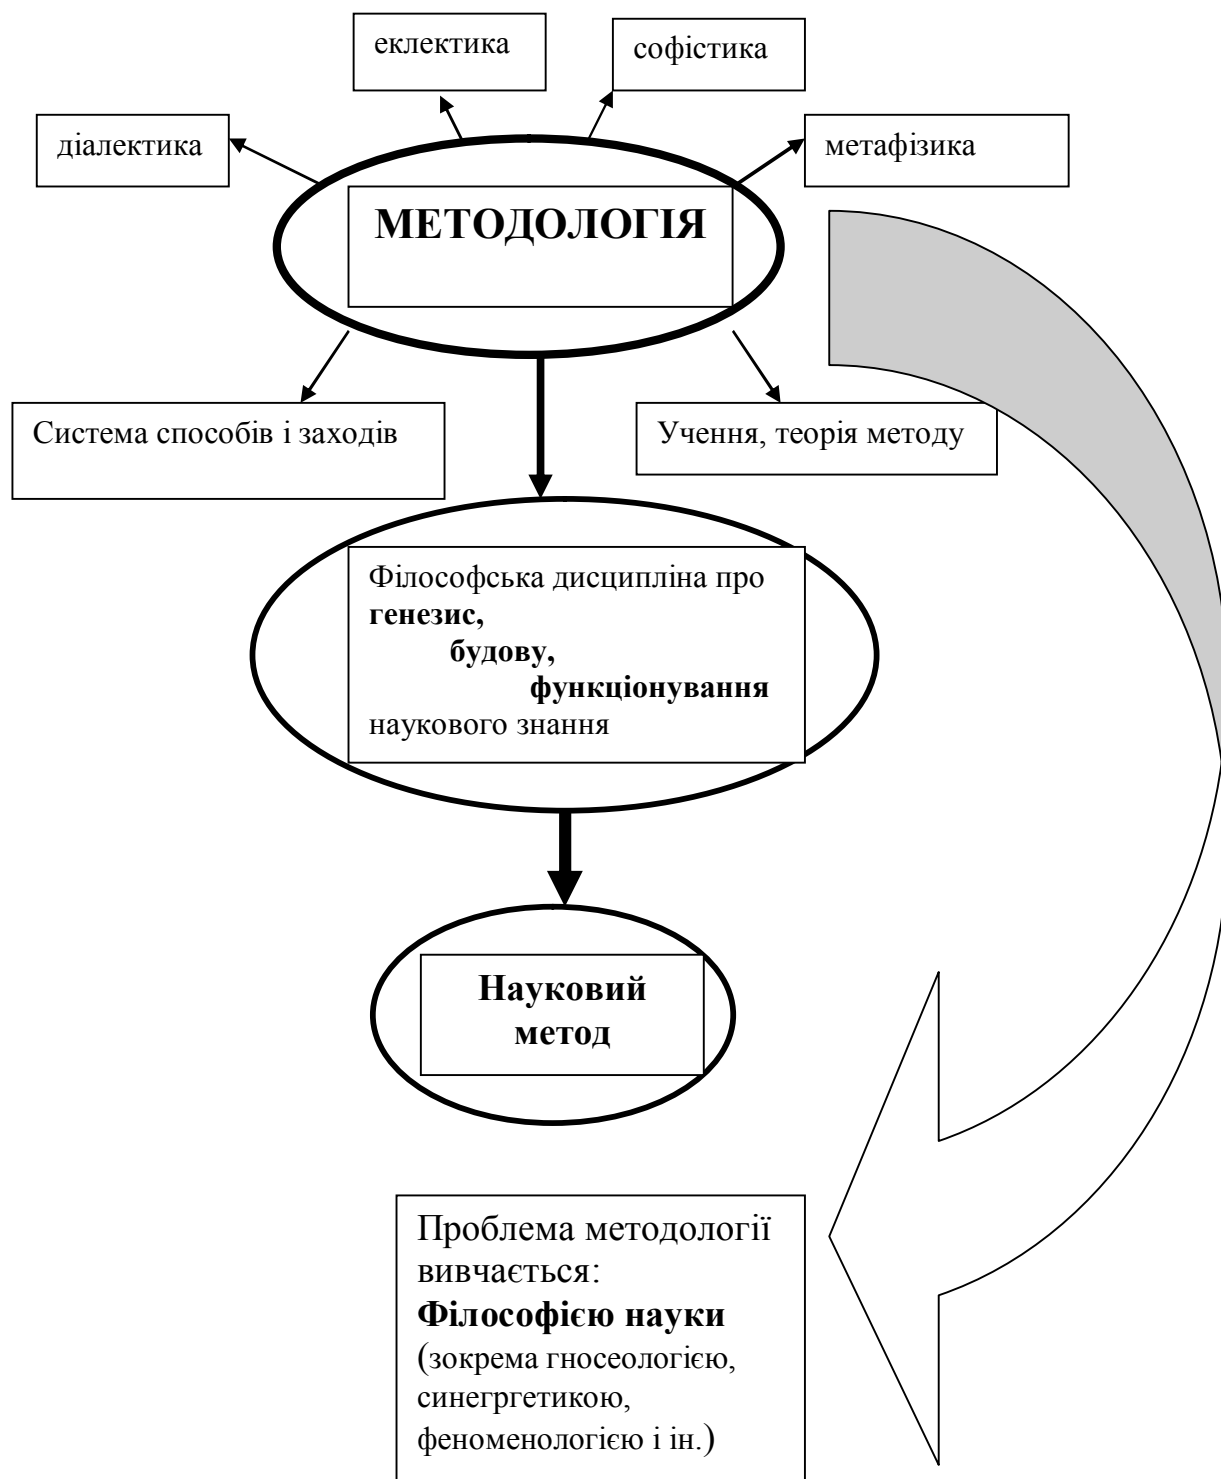 еклектика
софістика
діалектика
метафізика
МЕТОДОЛОГІЯ
Система способів і заходів
Учення, теорія методу
Філософська дисципліна про
генезис,
будову,
функціонування
наукового знання
Науковий
метод
Проблема методології
вивчається:
Філософією науки
(зокрема гносеологією,
синегргетикою,
феноменологією і ін.)